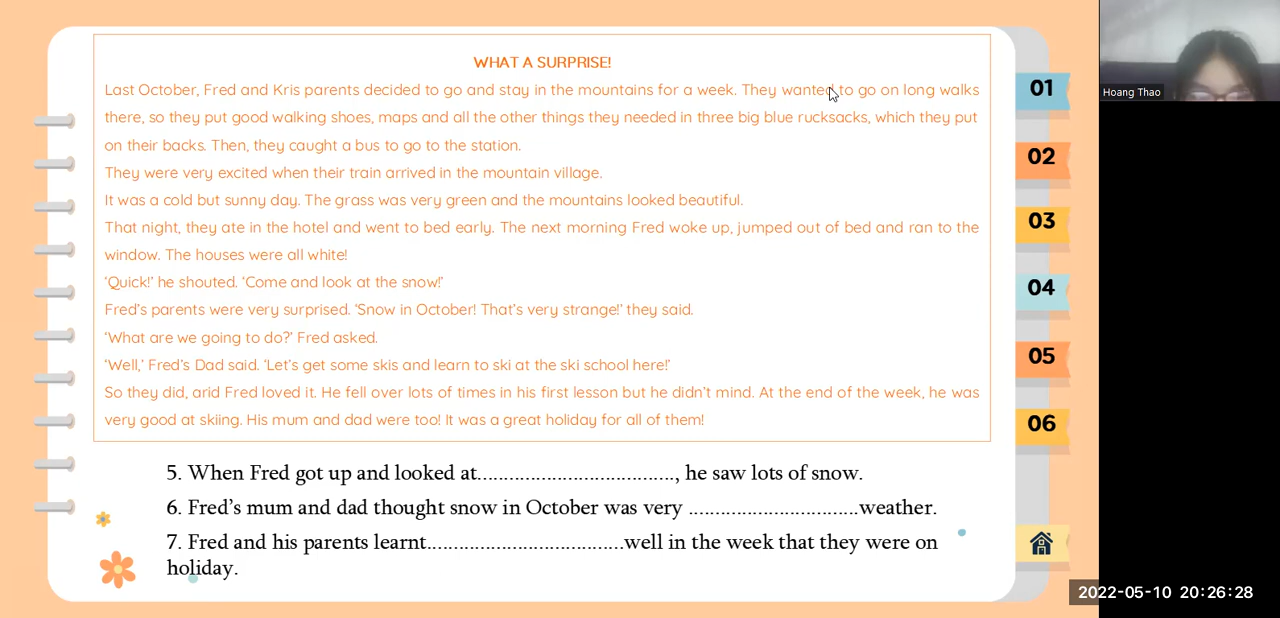 WHAT A SURPRISE!
Last October, Fred and Kris parents decided to go and stay in the mountains for a week. They wanted to go on long walks
there, so they put good walking shoes, maps and all the other things they needed in three big blue rucksacks, which they put
on their backs. Then, they caught a bus to go to the station.
They were very excited when their train arrived in the mountain village.
It was a cold but sunny day. The grass was very green and the mountains looked beautiful.
That night, they ate in the hotel and went to bed early. The next morning Fred woke up, jumped out of bed and ran to the
window. The houses were all white!
‘Quick!’ he shouted. ‘Come and look at the snow!’
Fred’s parents were very surprised. ‘Snow in October! That’s very strange!’ they said.
‘What are we going to do?’ Fred asked.
‘Well,’ Fred’s Dad said. ‘Let’s get some skis and learn to ski at the ski school here!’
So they did, arid Fred loved it. He fell over lots of times in his first lesson but he didn’t mind. At the end of the week, he was
very good at skiing. His mum and dad were too! It was a great holiday for all of them!
5. When Fred got up and looked at....................................., he saw lots of snow.
6. Fred’s mum and dad thought snow in October was very ................................weather.
7. Fred and his parents learnt.....................................well in the week that they were on
holiday.
01
02
03
04
05
06
Hoang Thao
2022-05-10 20:26:28